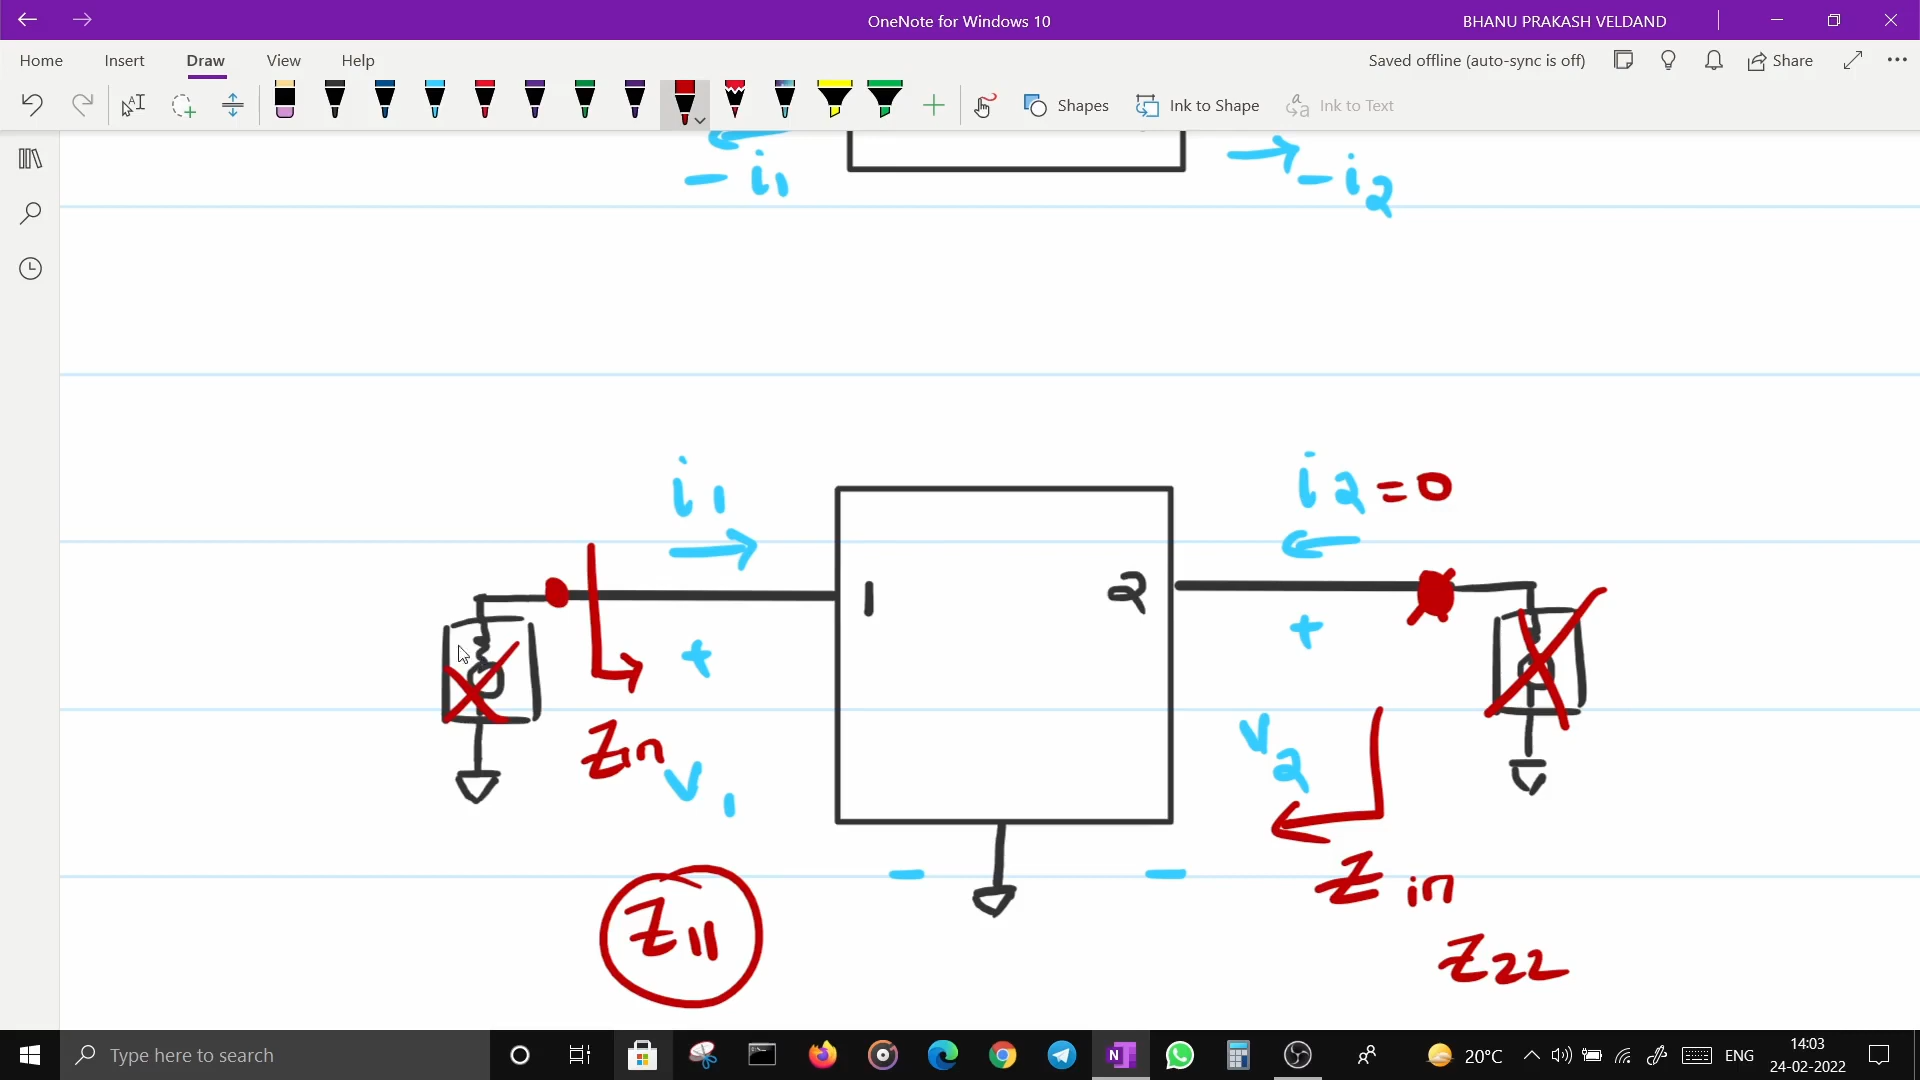 OneNote for Windows 10
BHANU PRAKASH VELDAND
Home Insert Draw View Help
Saved offline (auto-sync is off) Share
Shapes Ink to Shape Ink to Text
- i1
- i2
i1
i2 = 0
1
2
+
+
Zin
V1
V2
-
-
Zin
Z11
Z22
Type here to search
20°C
ENG
14:03
24-02-2022